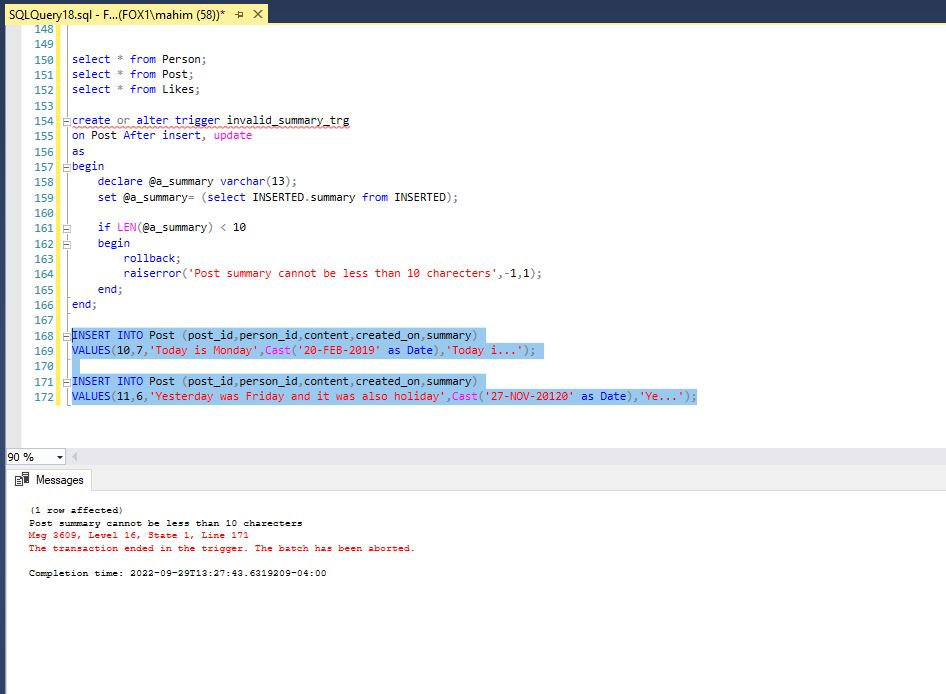 SQLQuery18.sql - F...(FOX1\mahim (58))*
148
149
150 select * from Person;
151 select * from Post;
152 select * from Likes;
153
154 create or alter trigger invalid_summary_trg
155 on Post After insert, update
156 as
157 begin
158 declare @a_summary varchar(13);
159 set @a_summary= (select INSERTED.summary from INSERTED);
160
161 if LEN(@a_summary) < 10
162 begin
163 rollback;
164 raiserror('Post summary cannot be less than 10 charecters',-1,1);
165 end;
166 end;
167
168 INSERT INTO Post (post_id,person_id,content,created_on,summary)
169 VALUES(10,7,'Today is Monday',Cast('20-FEB-2019' as Date),'Today i...');
170
171 INSERT INTO Post (post_id,person_id,content,created_on,summary)
172 VALUES(11,6,'Yesterday was Friday and it was also holiday',Cast('27-NOV-20120' as Date),'Ye...');
90 %
Messages
(1 row affected)
Post summary cannot be less than 10 charecters
Msg 3609, Level 16, State 1, Line 171
The transaction ended in the trigger. The batch has been aborted.
Completion time: 2022-09-29T13:27:43.6319209-04:00